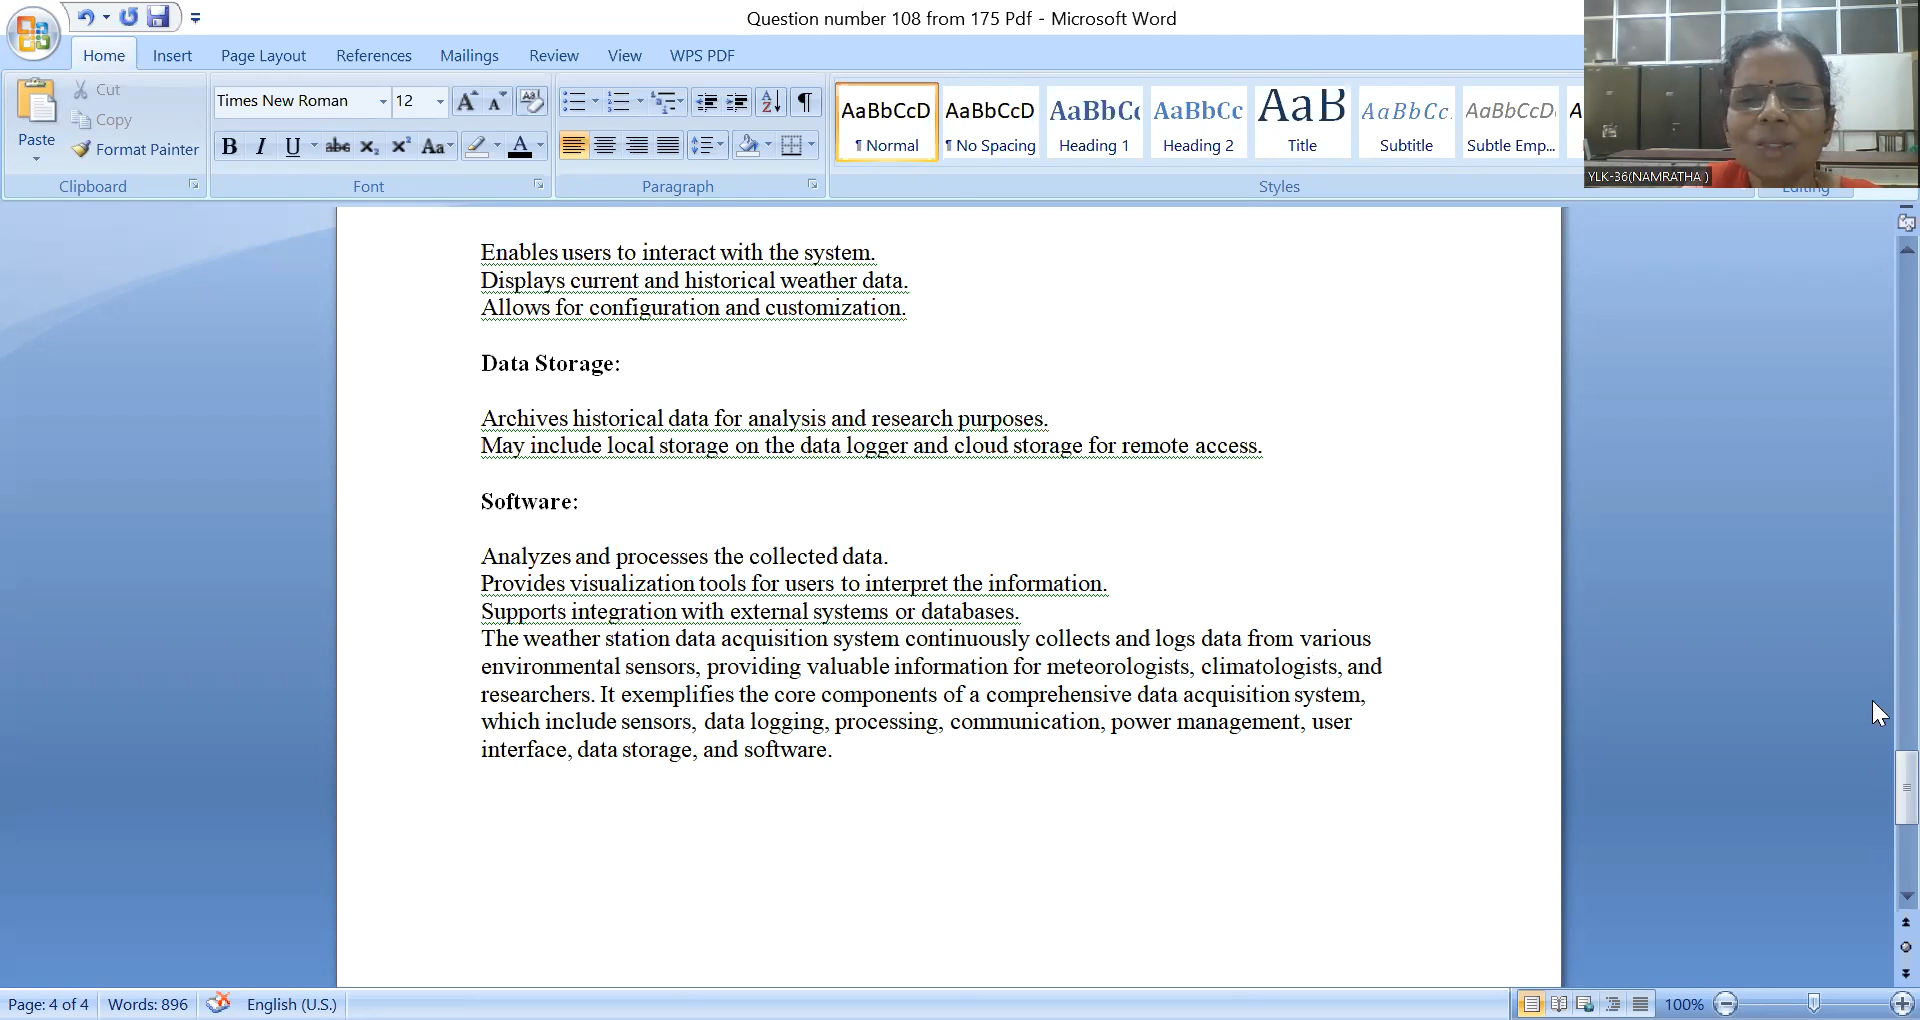 Question number 108 from 175 Pdf - Microsoft Word
Home Insert Page Layout References Mailings Review View WPS PDF
Paste
Cut
Copy
Format Painter
Clipboard
Times New Roman 12
B I U abc X₂ X² Aa A
Font
Paragraph
AaBbCcD AaBbCcD AaBbCc AaBbCc AaB AaBbCc. AaBbCcD
¶ Normal ¶ No Spacing Heading 1 Heading 2 Title Subtitle Subtle Emp...
Styles
Editing
YLK-36(NAMRATHA )
Enables users to interact with the system.
Displays current and historical weather data.
Allows for configuration and customization.
Data Storage:
Archives historical data for analysis and research purposes.
May include local storage on the data logger and cloud storage for remote access.
Software:
Analyzes and processes the collected data.
Provides visualization tools for users to interpret the information.
Supports integration with external systems or databases.
The weather station data acquisition system continuously collects and logs data from various
environmental sensors, providing valuable information for meteorologists, climatologists, and
researchers. It exemplifies the core components of a comprehensive data acquisition system,
which include sensors, data logging, processing, communication, power management, user
interface, data storage, and software.
Page: 4 of 4 Words: 896 English (U.S.) 100%